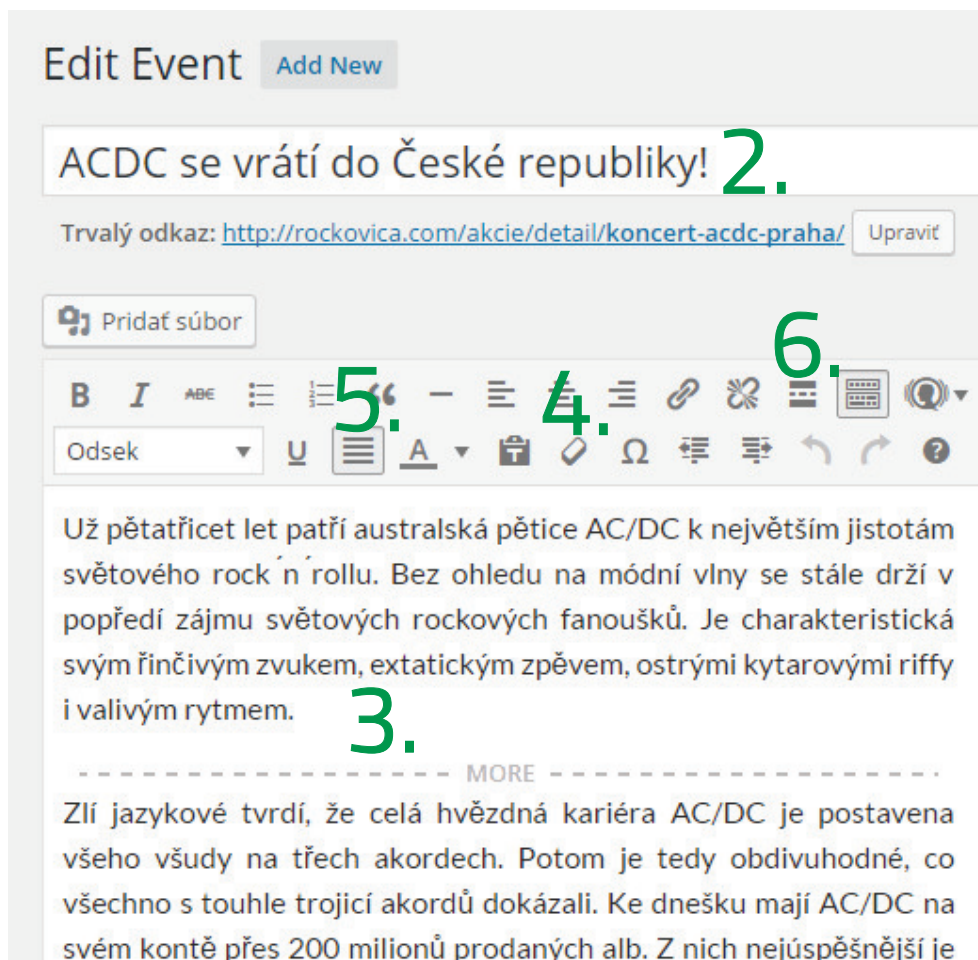 Edit Event Add New
ACDC se vrátí do České republiky! 2.
Trvalý odkaz: http://rockovica.com/akcie/detail/koncert-acdc-praha/ Upraviť
Pridať súbor
6.
B I ABE 5. 4.
Odsek U A T Ω ?
Už pětatřicet let patří australská pětice AC/DC k největším jistotám
světového rock´n´rollu. Bez ohledu na módní vlny se stále drží v
popředí zájmu světových rockových fanoušků. Je charakteristická
svým řinčivým zvukem, extatickým zpěvem, ostrými kytarovými riffy
i valivým rytmem. 3.
MORE
Zlí jazykové tvrdí, že celá hvězdná kariéra AC/DC je postavena
všeho všudy na třech akordech. Potom je tedy obdivuhodné, co
všechno s touhle trojicí akordů dokázali. Ke dnešku mají AC/DC na
svém kontě přes 200 milionů prodaných alb. Z nich nejúspěšnější je